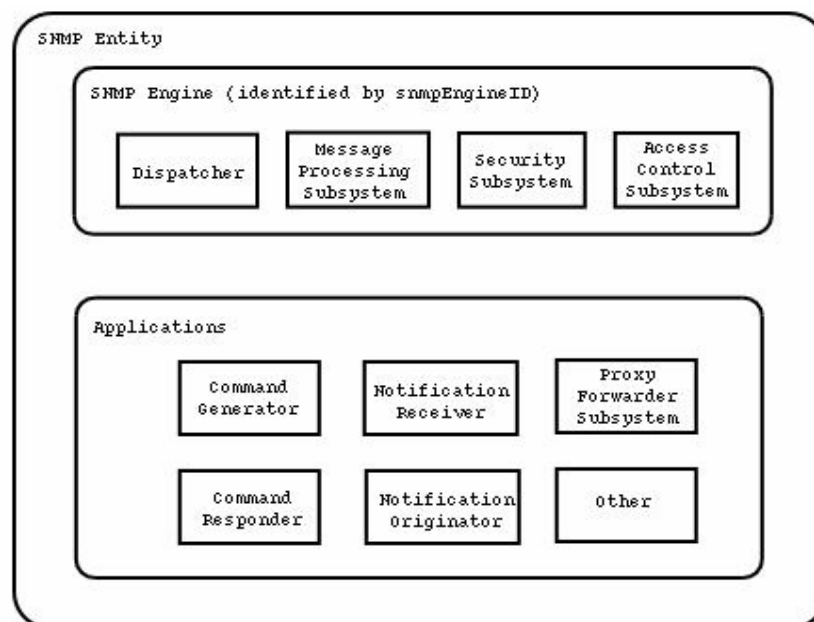 SNMP Entity
SNMP Engine (identified by snmpEngineID)
Dispatcher
Message
Processing
Subsystem
Security
Subsystem
Access
Control
Subsystem
Applications
Command
Generator
Notification
Receiver
Proxy
Forwarder
Subsystem
Command
Responder
Notification
Originator
Other